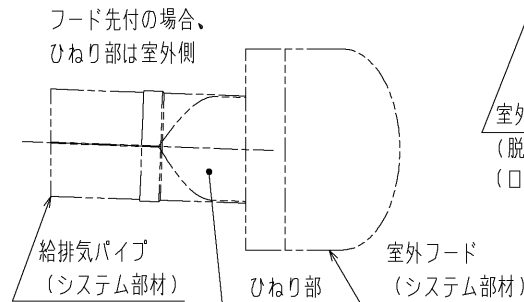 フード先付の場合、
ひねり部は室外側
室外
(脱
(口
給排気パイプ
(システム部材)
ひねり部
室外フード
(システム部材)